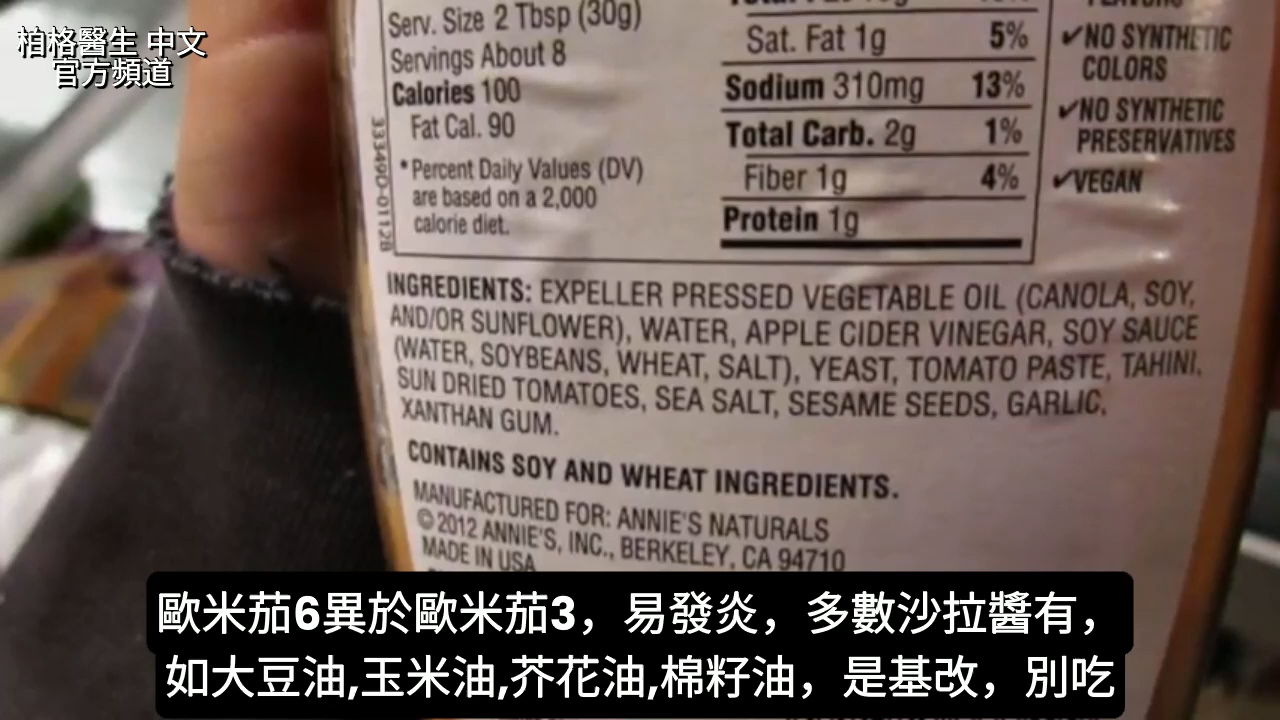 柏格醫生 中文
官方頻道
Serv. Size 2 Tbsp (30g)
Servings About 8
Calories 100
Fat Cal. 90
*Percent Daily Values (DV)
are based on a 2,000
calorie diet.
33349D-0112B
Sat. Fat 1g 5%
Sodium 310mg 13%
Total Carb. 2g 1%
Fiber 1g 4%
Protein 1g
✔NO SYNTHETIC
COLORS
✔NO SYNTHETIC
PRESERVATIVES
✔VEGAN
INGREDIENTS: EXPELLER PRESSED VEGETABLE OIL (CANOLA, SOY,
AND/OR SUNFLOWER), WATER, APPLE CIDER VINEGAR, SOY SAUCE
(WATER, SOYBEANS, WHEAT, SALT), YEAST, TOMATO PASTE, TAHINI,
SUN DRIED TOMATOES, SEA SALT, SESAME SEEDS, GARLIC,
XANTHAN GUM.
CONTAINS SOY AND WHEAT INGREDIENTS.
MANUFACTURED FOR: ANNIE'S NATURALS
©2012 ANNIE'S, INC., BERKELEY, CA 94710
MADE IN USA
歐米茄6異於歐米茄3，易發炎，多數沙拉醬有，
如大豆油,玉米油,芥花油,棉籽油，是基改，別吃